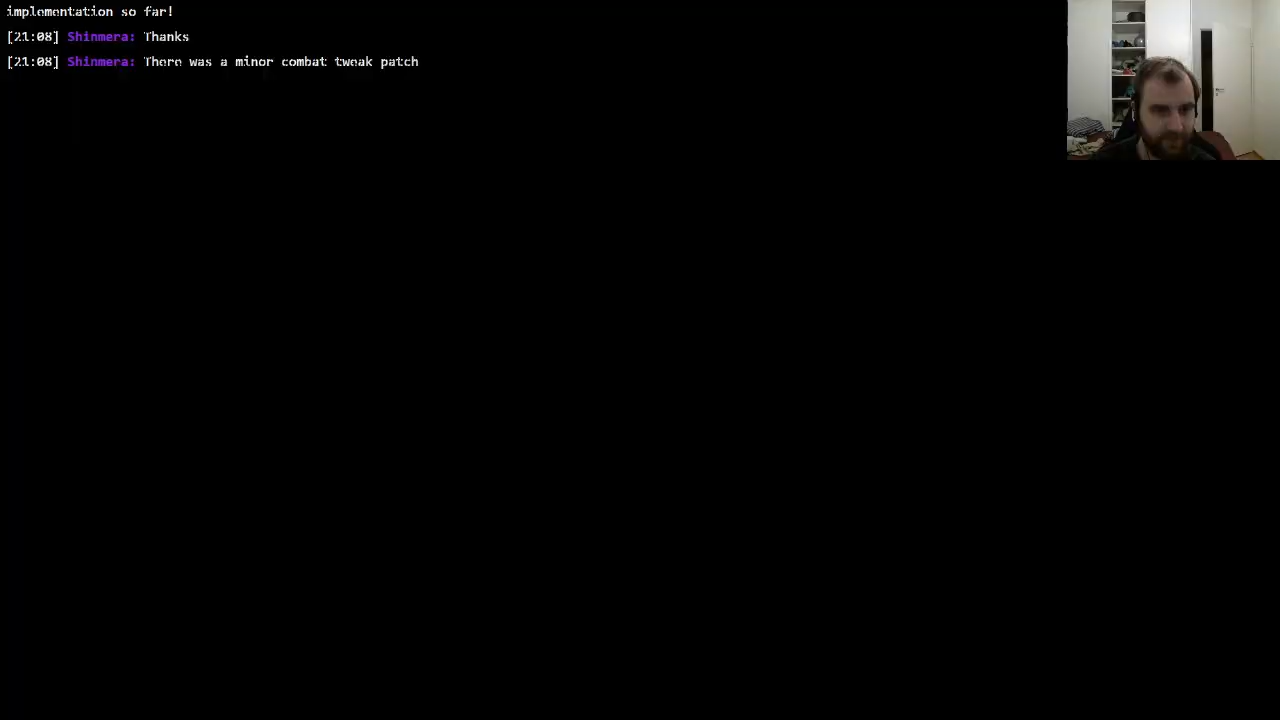 implementation so far!
[21:08] Shinmera: Thanks
[21:08] Shinmera: There was a minor combat tweak patch